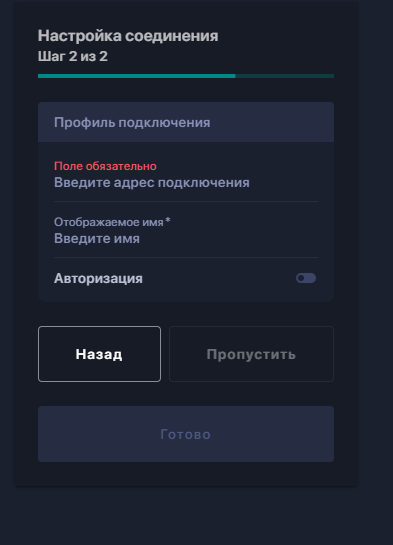 Настройка соединения
Шаг 2 из 2
Профиль подключения
Поле обязательно
Введите адрес подключения
Отображаемое имя*
Введите имя
Авторизация
Назад
Пропустить
Готово